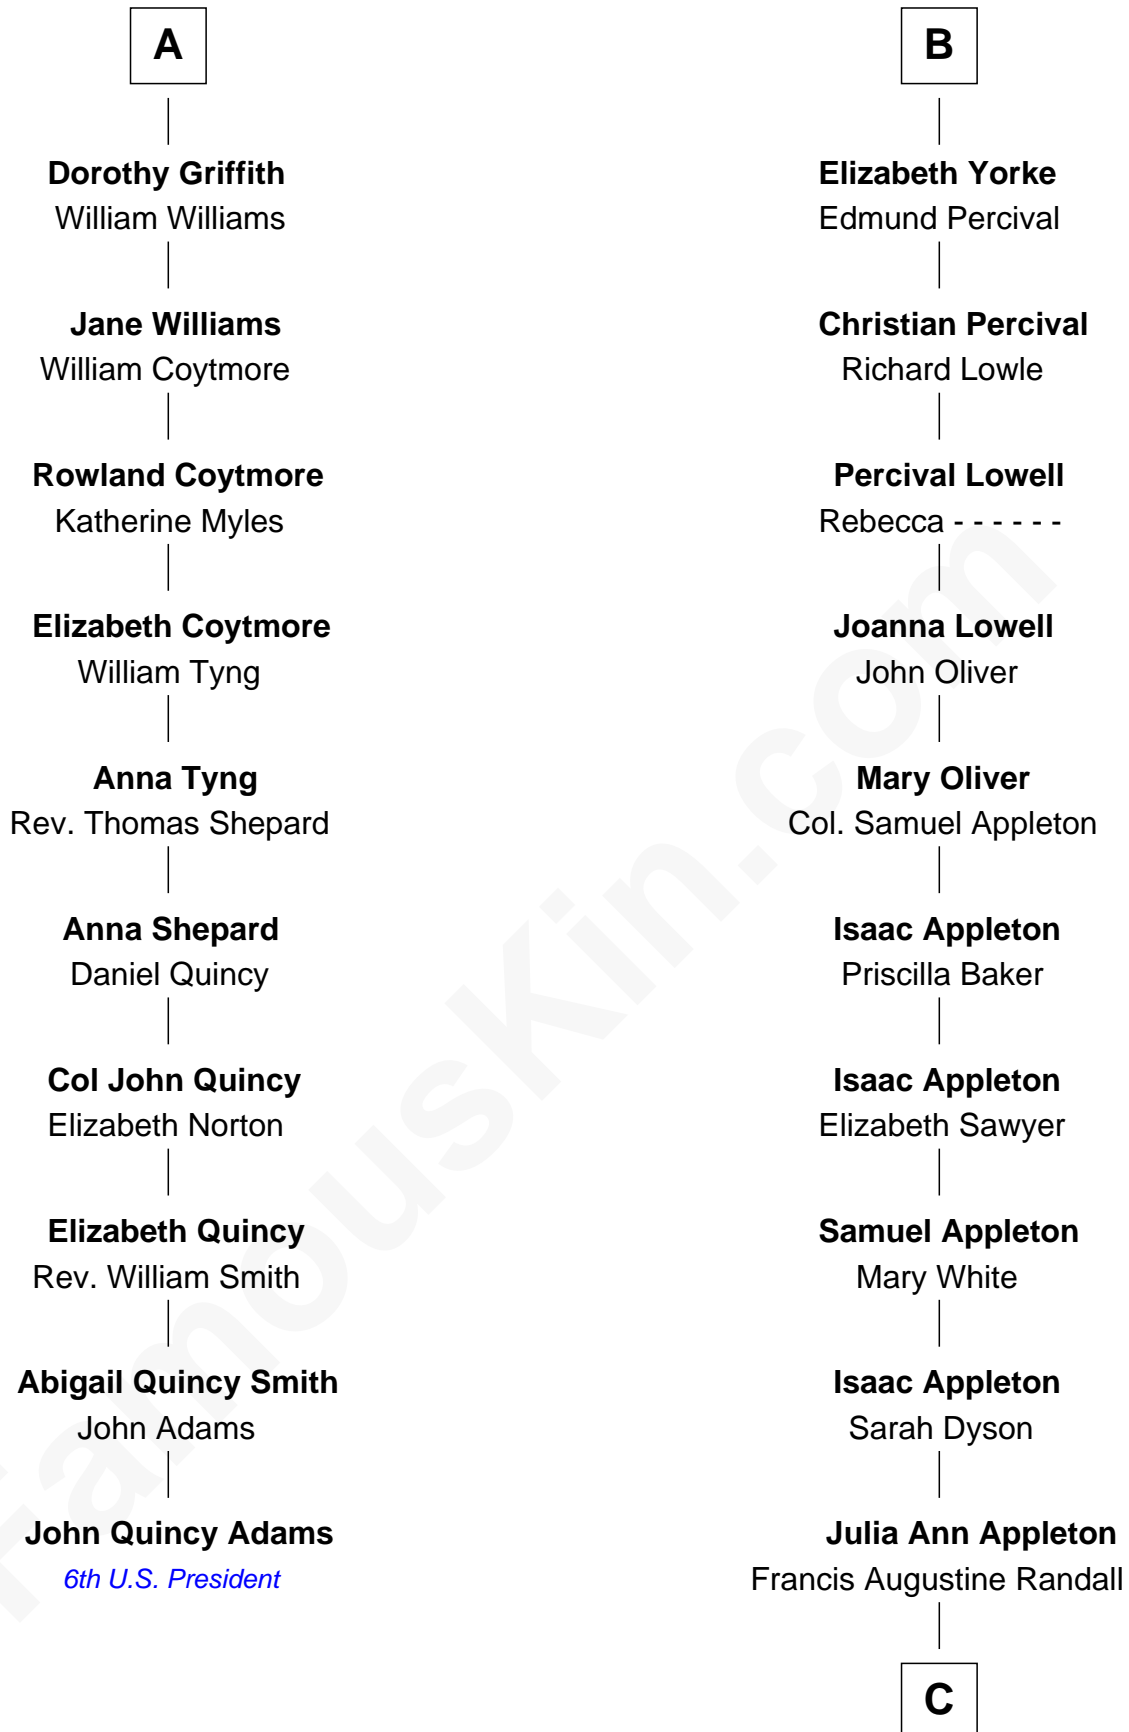 A
Dorothy Griffith
William Williams
Jane Williams
William Coytmore
Rowland Coytmore
Katherine Myles
Elizabeth Coytmore
William Tyng
Anna Tyng
Rev. Thomas Shepard
Anna Shepard
Daniel Quincy
Col John Quincy
Elizabeth Norton
Elizabeth Quincy
Rev. William Smith
Abigail Quincy Smith
John Adams
John Quincy Adams
6th U.S. President
B
Elizabeth Yorke
Edmund Percival
Christian Percival
Richard Lowle
Percival Lowell
Rebecca - - - - - -
Joanna Lowell
John Oliver
Mary Oliver
Col. Samuel Appleton
Isaac Appleton
Priscilla Baker
Isaac Appleton
Elizabeth Sawyer
Samuel Appleton
Mary White
Isaac Appleton
Sarah Dyson
Julia Ann Appleton
Francis Augustine Randall
C
FamousKin.com